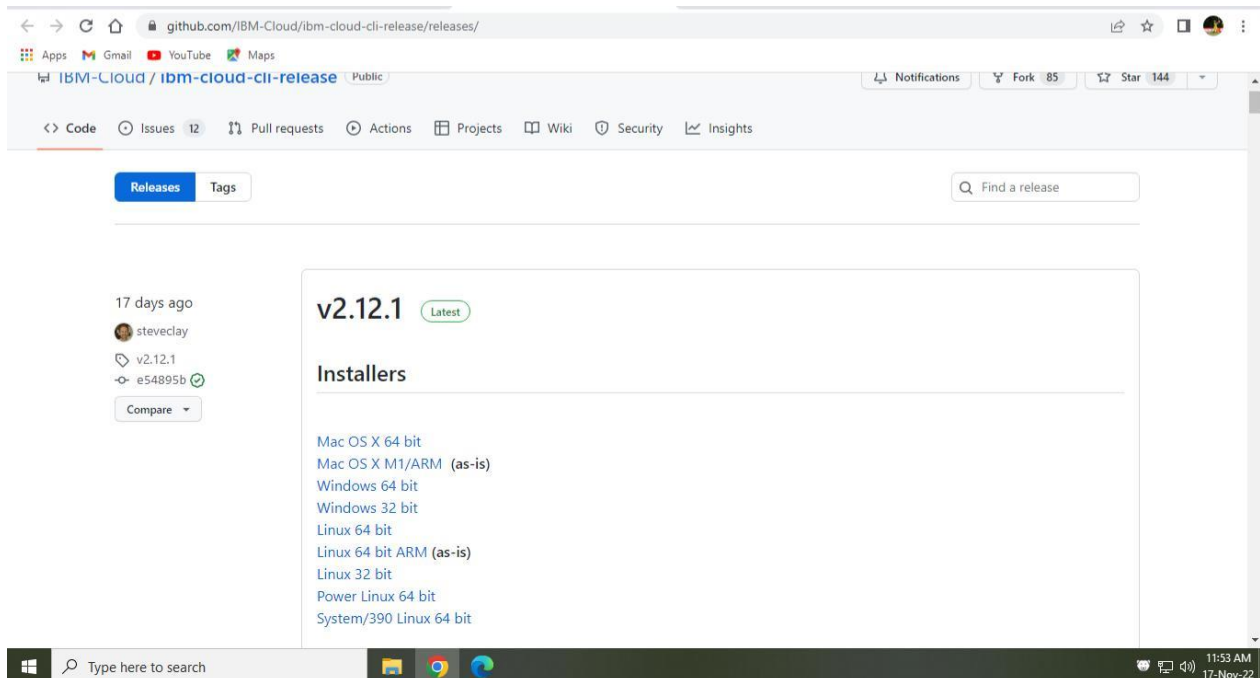 github.com/IBM-Cloud/ibm-cloud-cli-release/releases/
Apps Gmail YouTube Maps
IBM-Cloud / ibm-cloud-cli-release Public Notifications Fork 85 Star 144
<> Code Issues 12 Pull requests Actions Projects Wiki Security Insights
Releases Tags Find a release
17 days ago
steveclay
v2.12.1
e54895b
Compare
v2.12.1 Latest
Installers
Mac OS X 64 bit
Mac OS X M1/ARM (as-is)
Windows 64 bit
Windows 32 bit
Linux 64 bit
Linux 64 bit ARM (as-is)
Linux 32 bit
Power Linux 64 bit
System/390 Linux 64 bit
Type here to search
11:53 AM
17-Nov-22